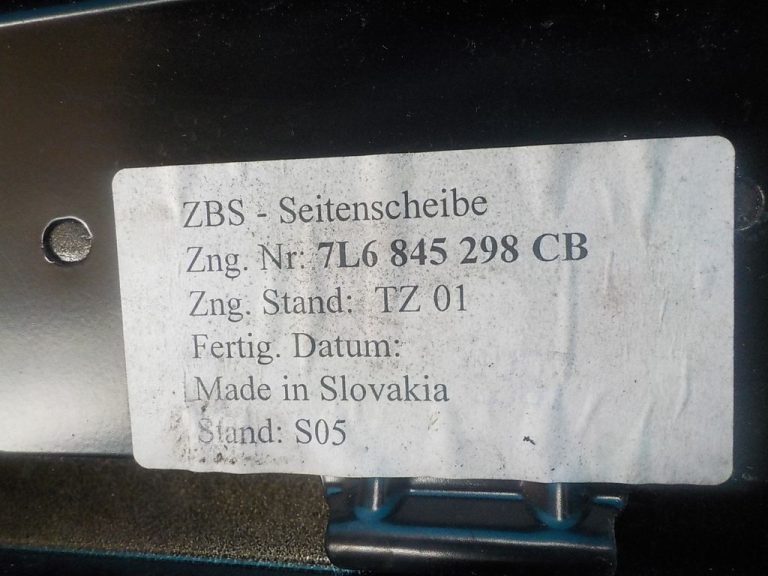 ZBS - Seitenscheibe
Zng. Nr: 7L6 845 298 CB
Zng. Stand: TZ 01
Fertig. Datum:
Made in Slovakia
Stand: S05